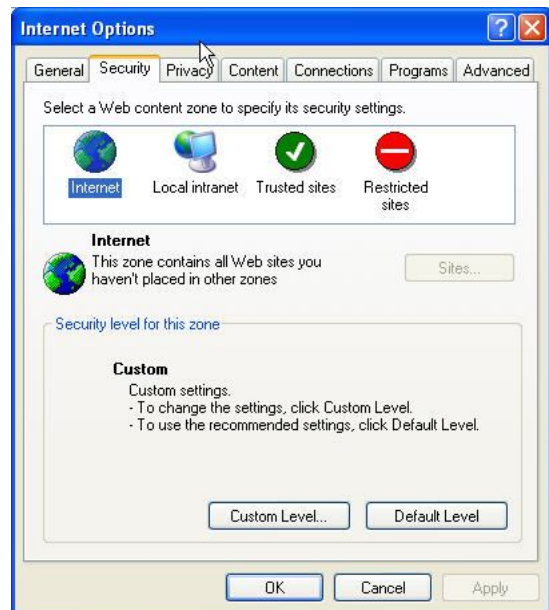 Internet Options
General Security Privacy Content Connections Programs Advanced
Select a Web content zone to specify its security settings.
Internet Local intranet Trusted sites Restricted
sites
Internet
This zone contains all Web sites you
haven't placed in other zones
Sites...
Security level for this zone
Custom
Custom settings.
- To change the settings, click Custom Level.
- To use the recommended settings, click Default Level.
Custom Level... Default Level
OK Cancel Apply